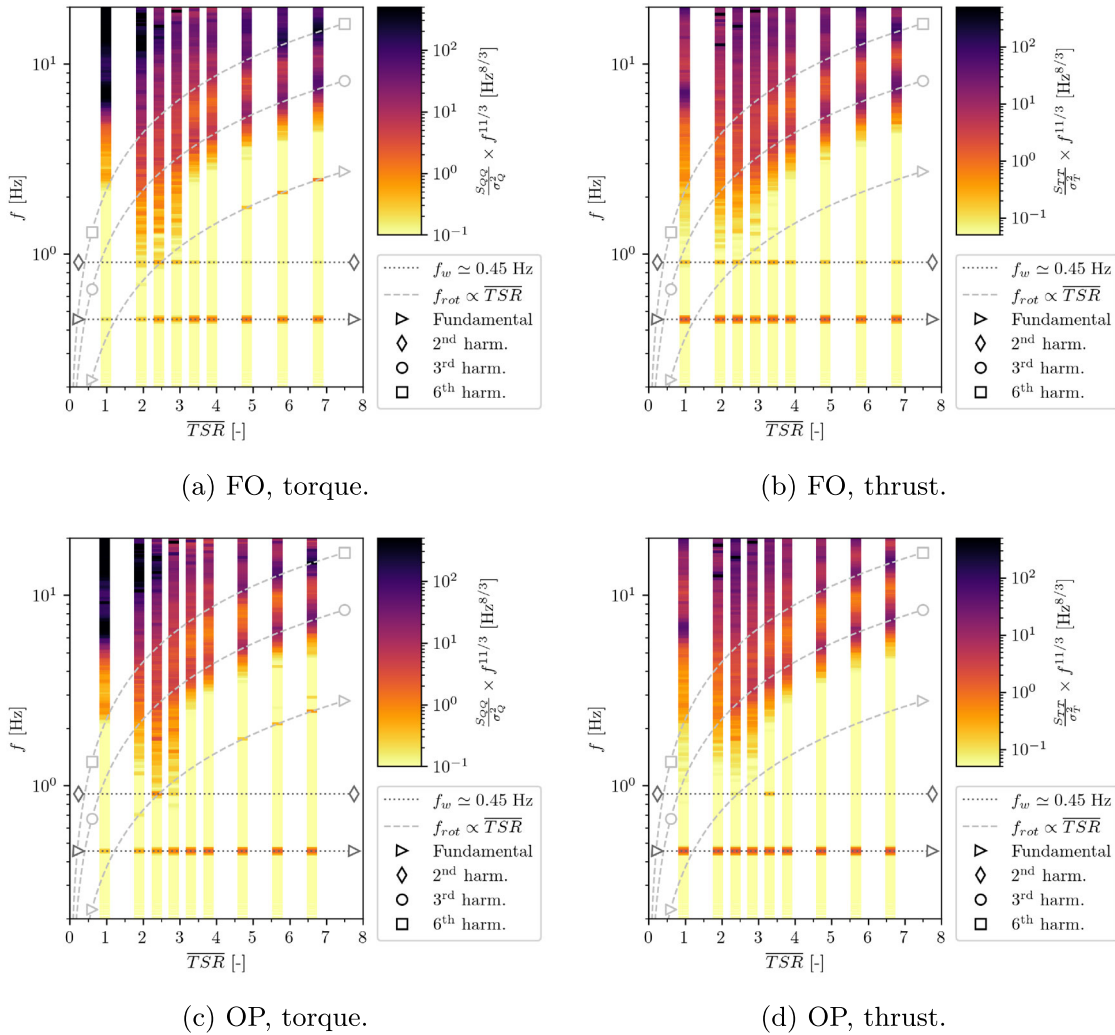 10¹
10⁰
f [Hz]
0 1 2 3 4 5 6 7 8
TSR [-]
10²
10¹
10⁰
10⁻¹
S_QQ/σ²_Q × f^11/3 [Hz^8/3]
f_w ≃ 0.45 Hz
f_rot ∝ TSR
Fundamental
2nd harm.
3rd harm.
6th harm.
(a) FO, torque.
10¹
10⁰
f [Hz]
0 1 2 3 4 5 6 7 8
TSR [-]
10²
10¹
10⁰
10⁻¹
S_TT/σ²_T × f^11/3 [Hz^8/3]
f_w ≃ 0.45 Hz
f_rot ∝ TSR
Fundamental
2nd harm.
3rd harm.
6th harm.
(b) FO, thrust.
10¹
10⁰
f [Hz]
0 1 2 3 4 5 6 7 8
TSR [-]
10²
10¹
10⁰
10⁻¹
S_QQ/σ²_Q × f^11/3 [Hz^8/3]
f_w ≃ 0.45 Hz
f_rot ∝ TSR
Fundamental
2nd harm.
3rd harm.
6th harm.
(c) OP, torque.
10¹
10⁰
f [Hz]
0 1 2 3 4 5 6 7 8
TSR [-]
10²
10¹
10⁰
10⁻¹
S_TT/σ²_T × f^11/3 [Hz^8/3]
f_w ≃ 0.45 Hz
f_rot ∝ TSR
Fundamental
2nd harm.
3rd harm.
6th harm.
(d) OP, thrust.